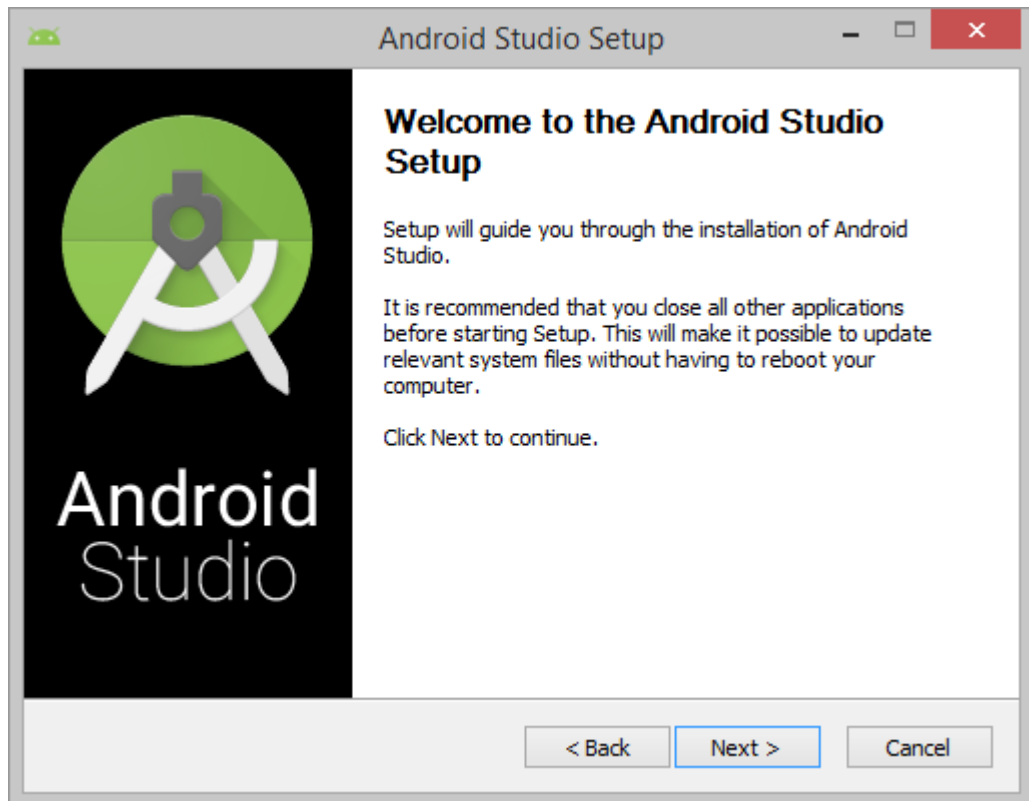 Android Studio Setup
Welcome to the Android Studio
Setup
Setup will guide you through the installation of Android
Studio.
It is recommended that you close all other applications
before starting Setup. This will make it possible to update
relevant system files without having to reboot your
computer.
Click Next to continue.
Android
Studio
< Back
Next >
Cancel